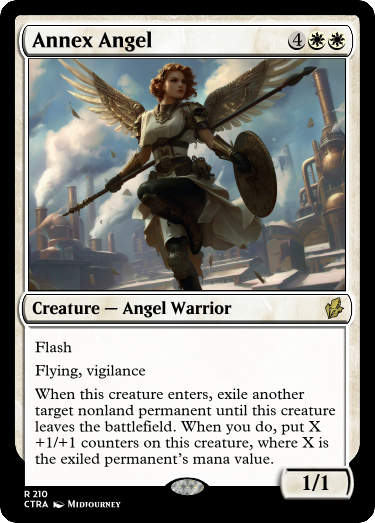 Annex Angel 4
Creature — Angel Warrior
Flash
Flying, vigilance
When this creature enters, exile another
target nonland permanent until this creature
leaves the battlefield. When you do, put X
+1/+1 counters on this creature, where X is
the exiled permanent's mana value.
1/1
R 210
CTRA Midjourney